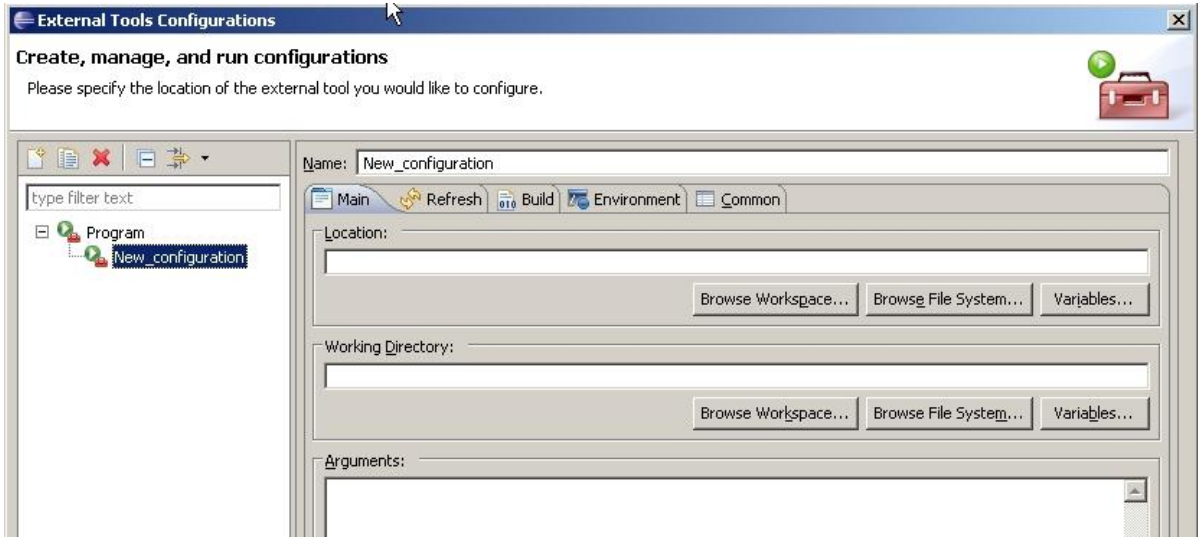 External Tools Configurations
Create, manage, and run configurations
Please specify the location of the external tool you would like to configure.
type filter text
Program
New_configuration
Name: New_configuration
Main Refresh 010 Build Environment Common
Location:
Browse Workspace... Browse File System... Variables...
Working Directory:
Browse Workspace... Browse File System... Variables...
Arguments: